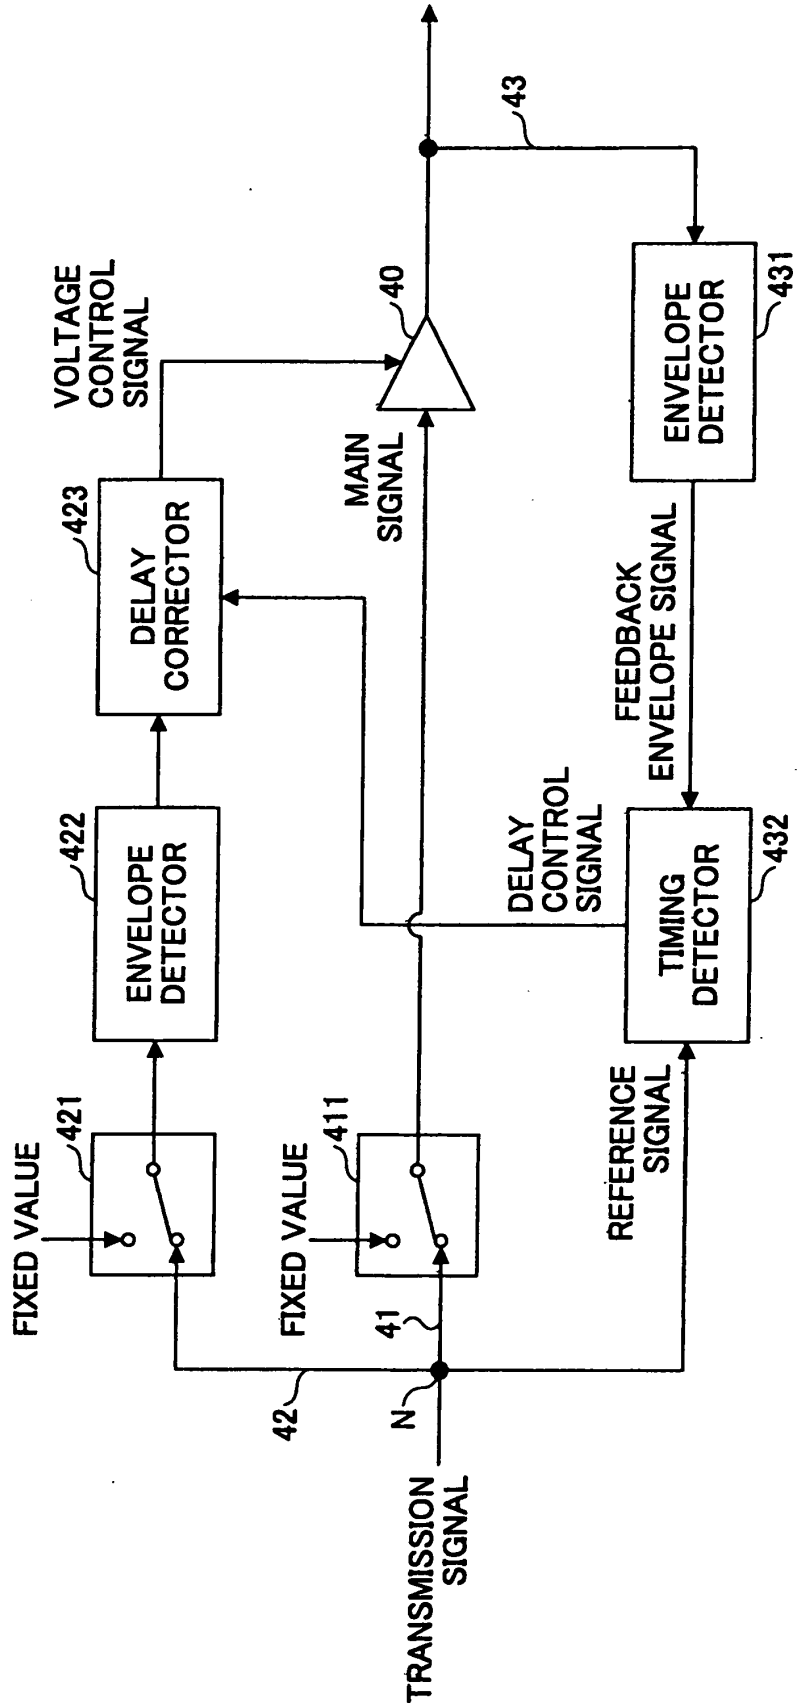 TRANSMISSION
SIGNAL
N
42
41
FIXED VALUE
421
FIXED VALUE
411
REFERENCE
SIGNAL
ENVELOPE
DETECTOR
422
DELAY
CONTROL
SIGNAL
TIMING
DETECTOR
432
DELAY
CORRECTOR
423
MAIN
SIGNAL
FEEDBACK
ENVELOPE SIGNAL
VOLTAGE
CONTROL
SIGNAL
40
ENVELOPE
DETECTOR
431
43